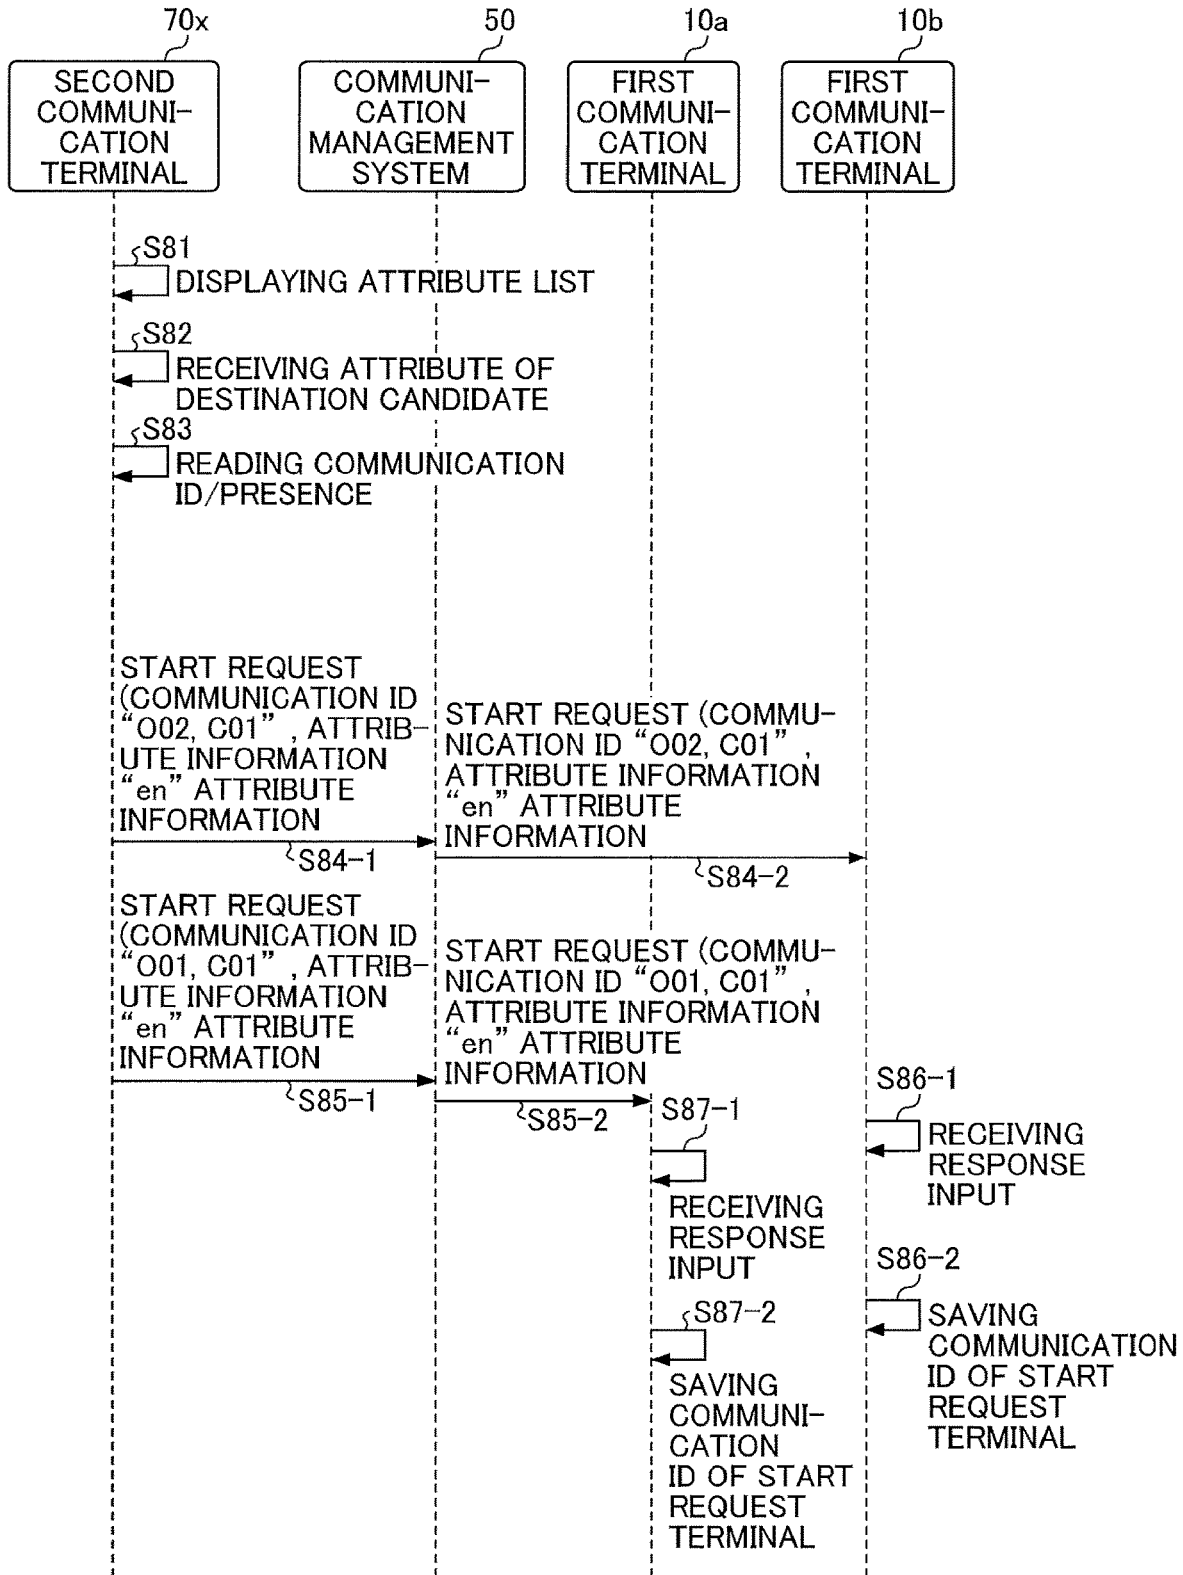 70x
50
10a
10b
SECOND
COMMUNI-
CATION
TERMINAL
COMMUNI-
CATION
MANAGEMENT
SYSTEM
FIRST
COMMUNI-
CATION
TERMINAL
FIRST
COMMUNI-
CATION
TERMINAL
S81
DISPLAYING ATTRIBUTE LIST
S82
RECEIVING ATTRIBUTE OF
DESTINATION CANDIDATE
S83
READING COMMUNICATION
ID/PRESENCE
START REQUEST
(COMMUNICATION ID
“O02, C01” , ATTRIB-
UTE INFORMATION
“en” ATTRIBUTE
INFORMATION
S84-1
START REQUEST (COMMU-
NICATION ID “O02, C01” ,
ATTRIBUTE INFORMATION
“en” ATTRIBUTE
INFORMATION
S84-2
START REQUEST
(COMMUNICATION ID
“O01, C01” , ATTRIB-
UTE INFORMATION
“en” ATTRIBUTE
INFORMATION
S85-1
START REQUEST (COMMU-
NICATION ID “O01, C01” ,
ATTRIBUTE INFORMATION
“en” ATTRIBUTE
INFORMATION
S85-2
S86-1
RECEIVING
RESPONSE
INPUT
S87-1
RECEIVING
RESPONSE
INPUT
S86-2
SAVING
COMMUNICATION
ID OF START
REQUEST
TERMINAL
S87-2
SAVING
COMMUNI-
CATION
ID OF START
REQUEST
TERMINAL